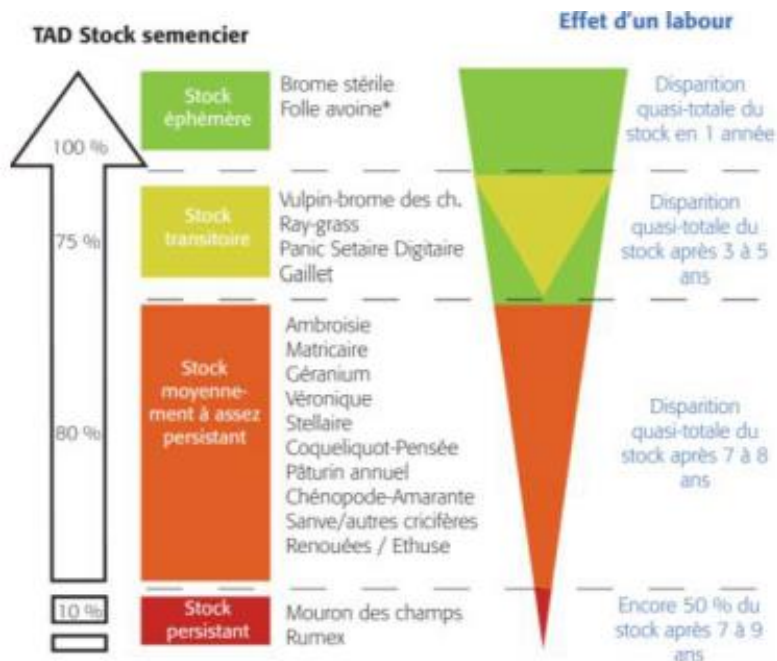 TAD Stock semencier
Effet d'un labour
100 %
Stock
éphémère
Brome stérile
Folle avoine*
Disparition
quasi-totale du
stock en 1 année
75 %
Stock
transitoire
Vulpin-brome des ch.
Ray-grass
Panic Setaire Digitaire
Gaillet
Disparition
quasi-totale du
stock après 3 à 5
ans
80 %
Stock
moyenne-
ment à assez
persistant
Ambroisie
Matricaire
Géranium
Véronique
Stellaire
Coqueliquot-Pensée
Pâturin annuel
Chénopode-Amarante
Sanve/autres cricifères
Renouées / Ethuse
Disparition
quasi-totale du
stock après 7 à 8
ans
10 %
Stock
persistant
Mouron des champs
Rumex
Encore 50 % du
stock après 7 à 9
ans